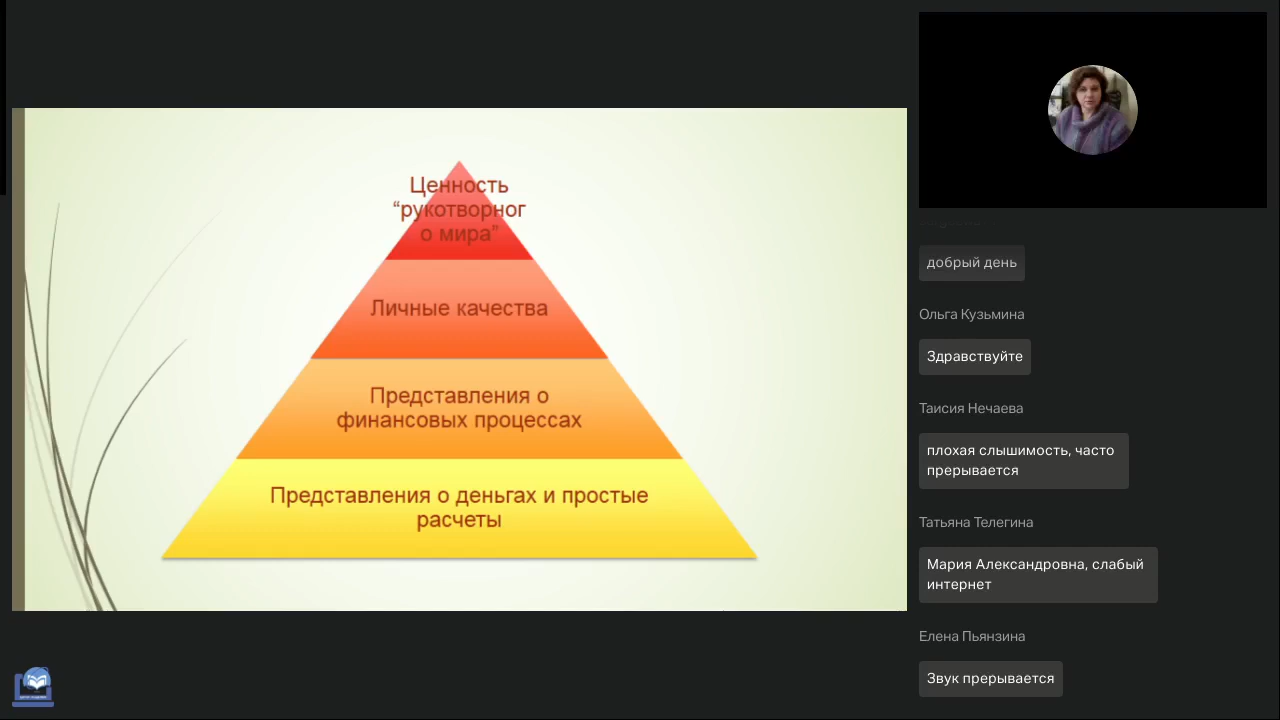 Ценность
“рукотворног
о мира”
Личные качества
Представления о
финансовых процессах
Представления о деньгах и простые
расчеты
добрый день
Ольга Кузьмина
Здравствуйте
Таисия Нечаева
плохая слышимость, часто
прерывается
Татьяна Телегина
Мария Александровна, слабый
интернет
Елена Пьянзина
Звук прерывается